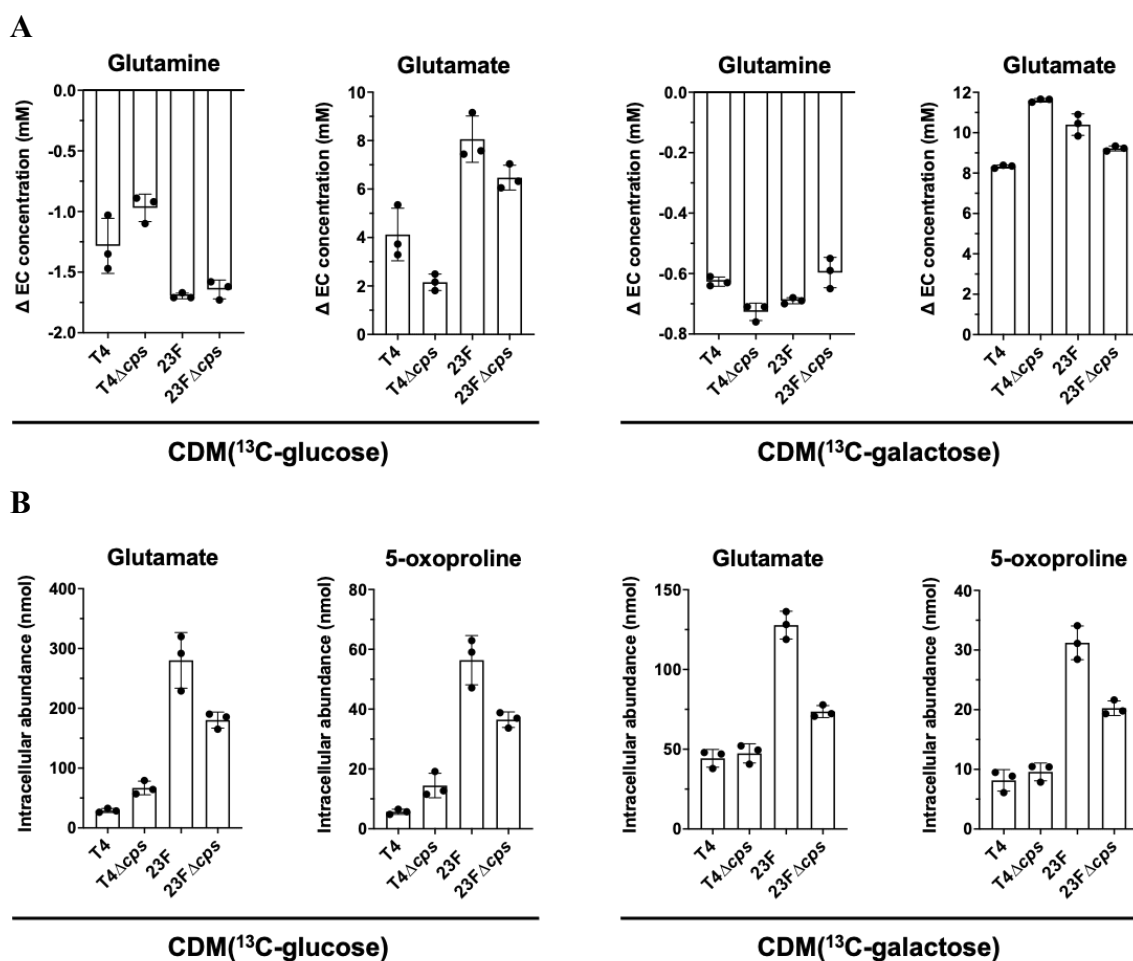 A
Glutamine
Glutamate
Glutamine
Glutamate
Δ EC concentration (mM)
0.0
-0.5
-1.0
-1.5
-2.0
T4
T4Δcps
23F
23FΔcps
Δ EC concentration (mM)
10
8
6
4
2
0
T4
T4Δcps
23F
23FΔcps
CDM(¹³C-glucose)
Δ EC concentration (mM)
0.0
-0.2
-0.4
-0.6
-0.8
T4
T4Δcps
23F
23FΔcps
Δ EC concentration (mM)
12
10
8
6
4
2
0
T4
T4Δcps
23F
23FΔcps
CDM(¹³C-galactose)
B
Glutamate
5-oxoproline
Glutamate
5-oxoproline
Intracellular abundance (nmol)
400
300
200
100
0
T4
T4Δcps
23F
23FΔcps
Intracellular abundance (nmol)
80
60
40
20
0
T4
T4Δcps
23F
23FΔcps
CDM(¹³C-glucose)
Intracellular abundance (nmol)
150
100
50
0
T4
T4Δcps
23F
23FΔcps
Intracellular abundance (nmol)
40
30
20
10
0
T4
T4Δcps
23F
23FΔcps
CDM(¹³C-galactose)